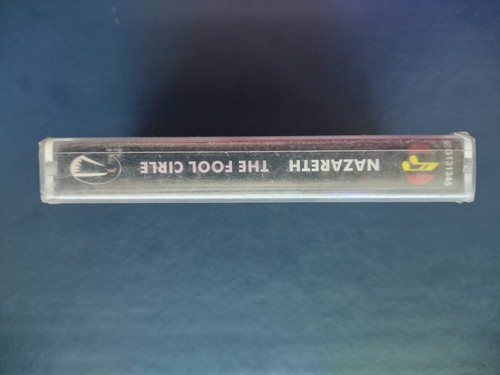 NAZARETH THE FOOL CIRLE